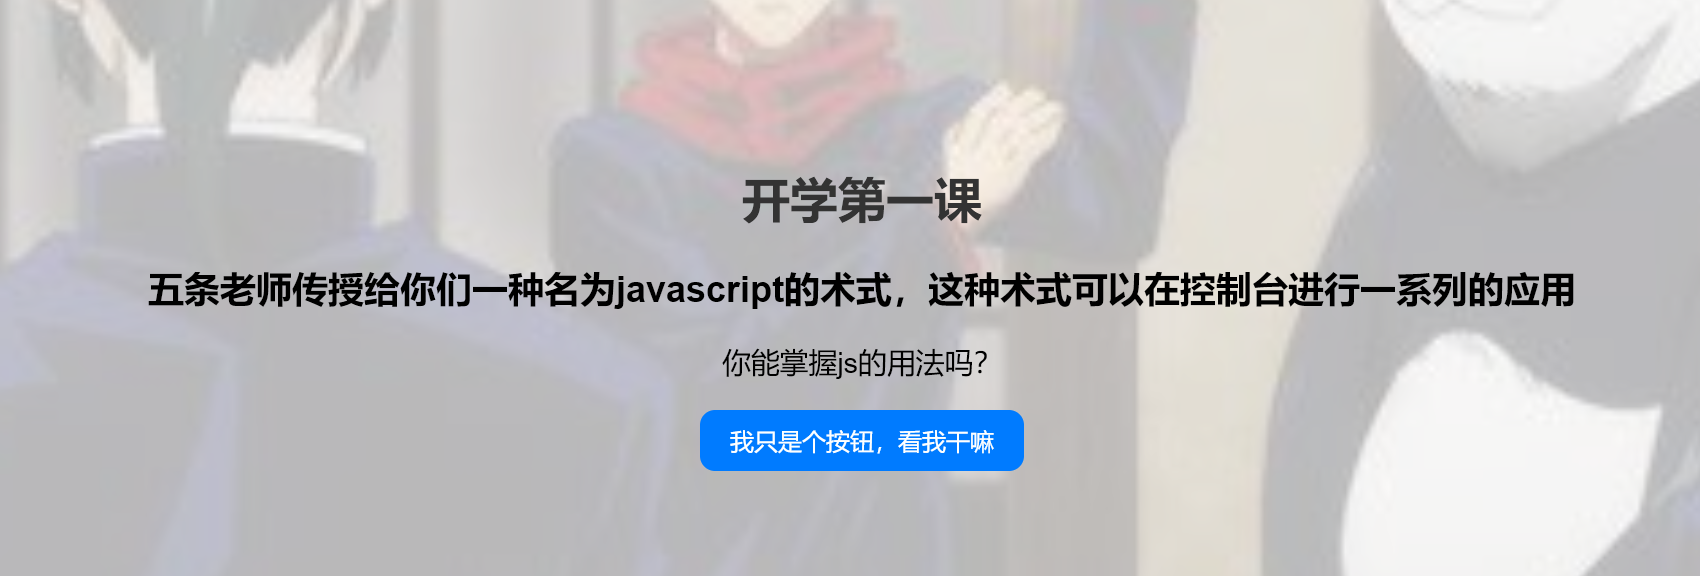 开学第一课
五条老师传授给你们一种名为javascript的术式，这种术式可以在控制台进行一系列的应用
你能掌握js的用法吗？
我只是个按钮，看我干嘛